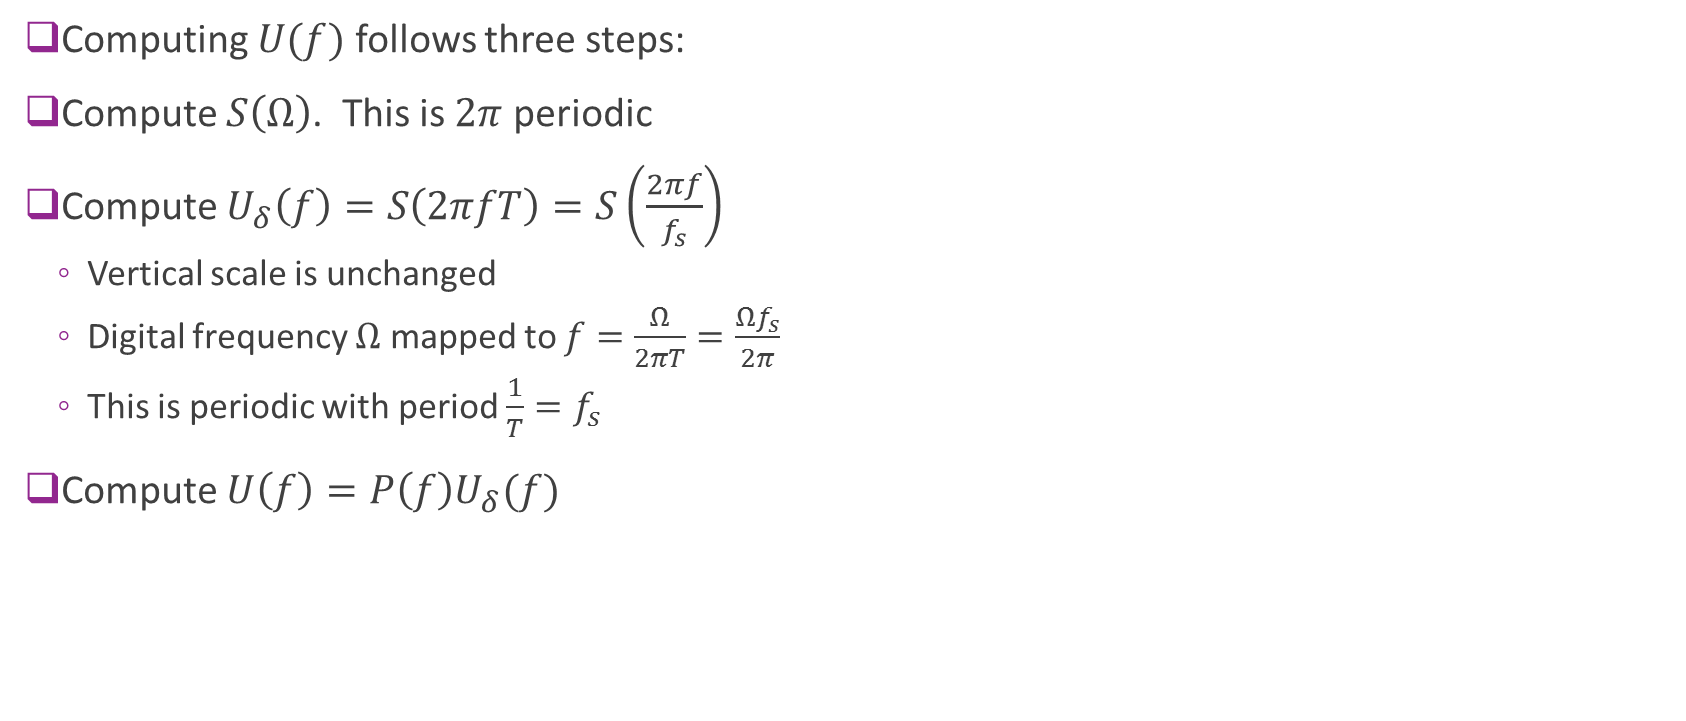 ❑Computing U(f) follows three steps:
❑Compute S(Ω). This is 2π periodic
❑Compute U_δ(f) = S(2πfT) = S(2πf/f_s)
◦ Vertical scale is unchanged
◦ Digital frequency Ω mapped to f = Ω/2πT = Ωf_s/2π
◦ This is periodic with period 1/T = f_s
❑Compute U(f) = P(f)U_δ(f)